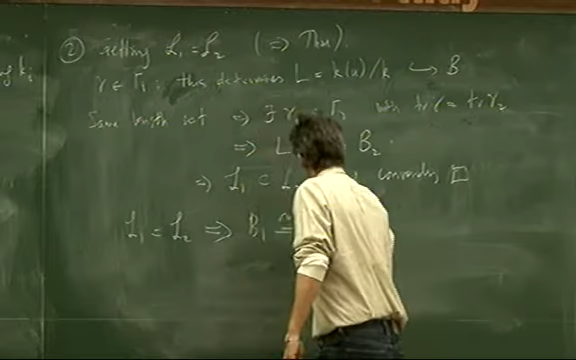 ② setting ℒ₁ = ℒ₂ (⇒ Thm).
γ ∈ Γ₁ : this determines L = k(u)/k ↪ B
Same length set ⇒ ∃ γ₂ Γ₂ with tr γ = tr γ₂
⇒ L B₂
⇒ ℒ₁ ⊂ ℒ conversely □
ℒ₁ = ℒ₂ ⇒ B₁ ≅